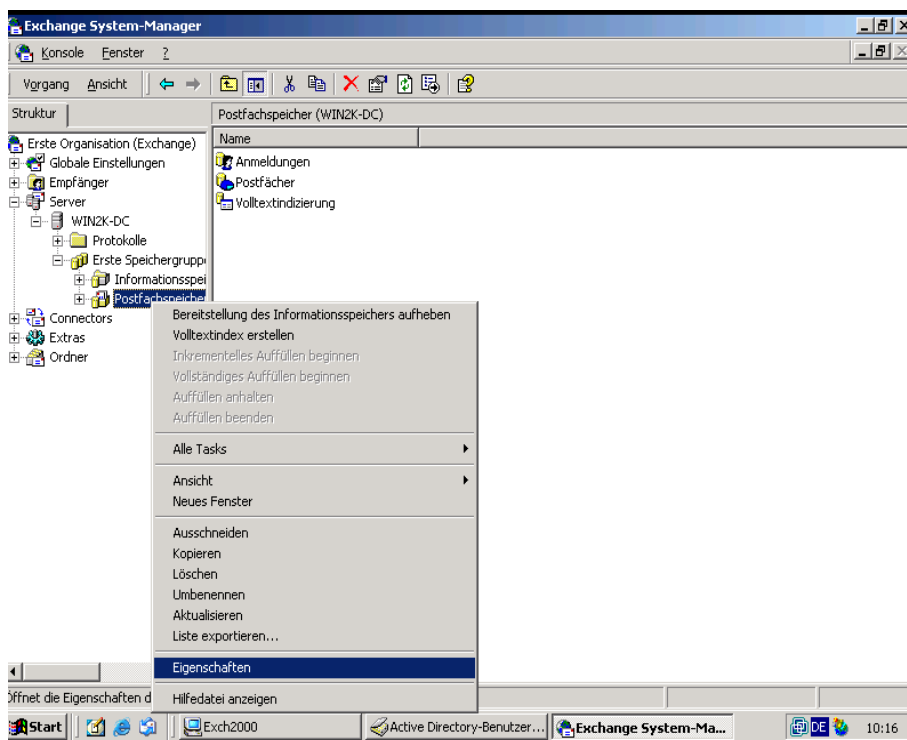 Exchange System-Manager
Konsole Fenster ?
Vorgang Ansicht
Struktur
Postfachspeicher (WIN2K-DC)
Erste Organisation (Exchange)
Globale Einstellungen
Empfänger
Server
WIN2K-DC
Protokolle
Erste Speichergruppe
Informationsspei
Postfachspeicher
Connectors
Extras
Ordner
Name
Anmeldungen
Postfächer
Volltextindizierung
Bereitstellung des Informationsspeichers aufheben
Volltextindex erstellen
Inkrementelles Auffüllen beginnen
Vollständiges Auffüllen beginnen
Auffüllen anhalten
Auffüllen beenden
Alle Tasks
Ansicht
Neues Fenster
Ausschneiden
Kopieren
Löschen
Umbenennen
Aktualisieren
Liste exportieren...
Eigenschaften
Hilfedatei anzeigen
Öffnet die Eigenschaften d
Start
Exch2000
Active Directory-Benutzer...
Exchange System-Ma...
DE
10:16